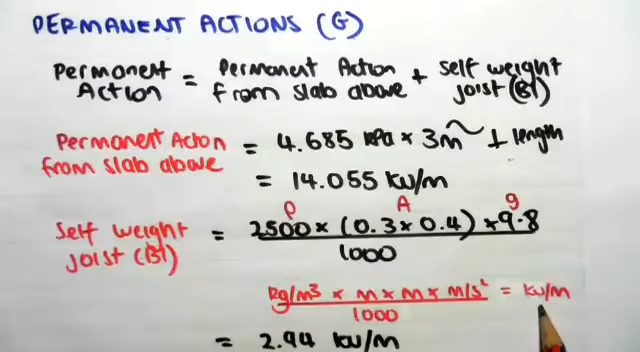 PERMANENT ACTIONS (G)
Permanent Action = Permanent Action from slab above + Self weight joist (B1)
Permanent Acton from slab above = 4.685 kPa * 3m ~ ⊥ length
= 14.055 kN/m
ρ A g
Self weight joist (B1) = 2500 * (0.3 * 0.4) * 9.8
1000
kg/m³ * m * m * m/s² = kN/m
1000
= 2.94 kN/m